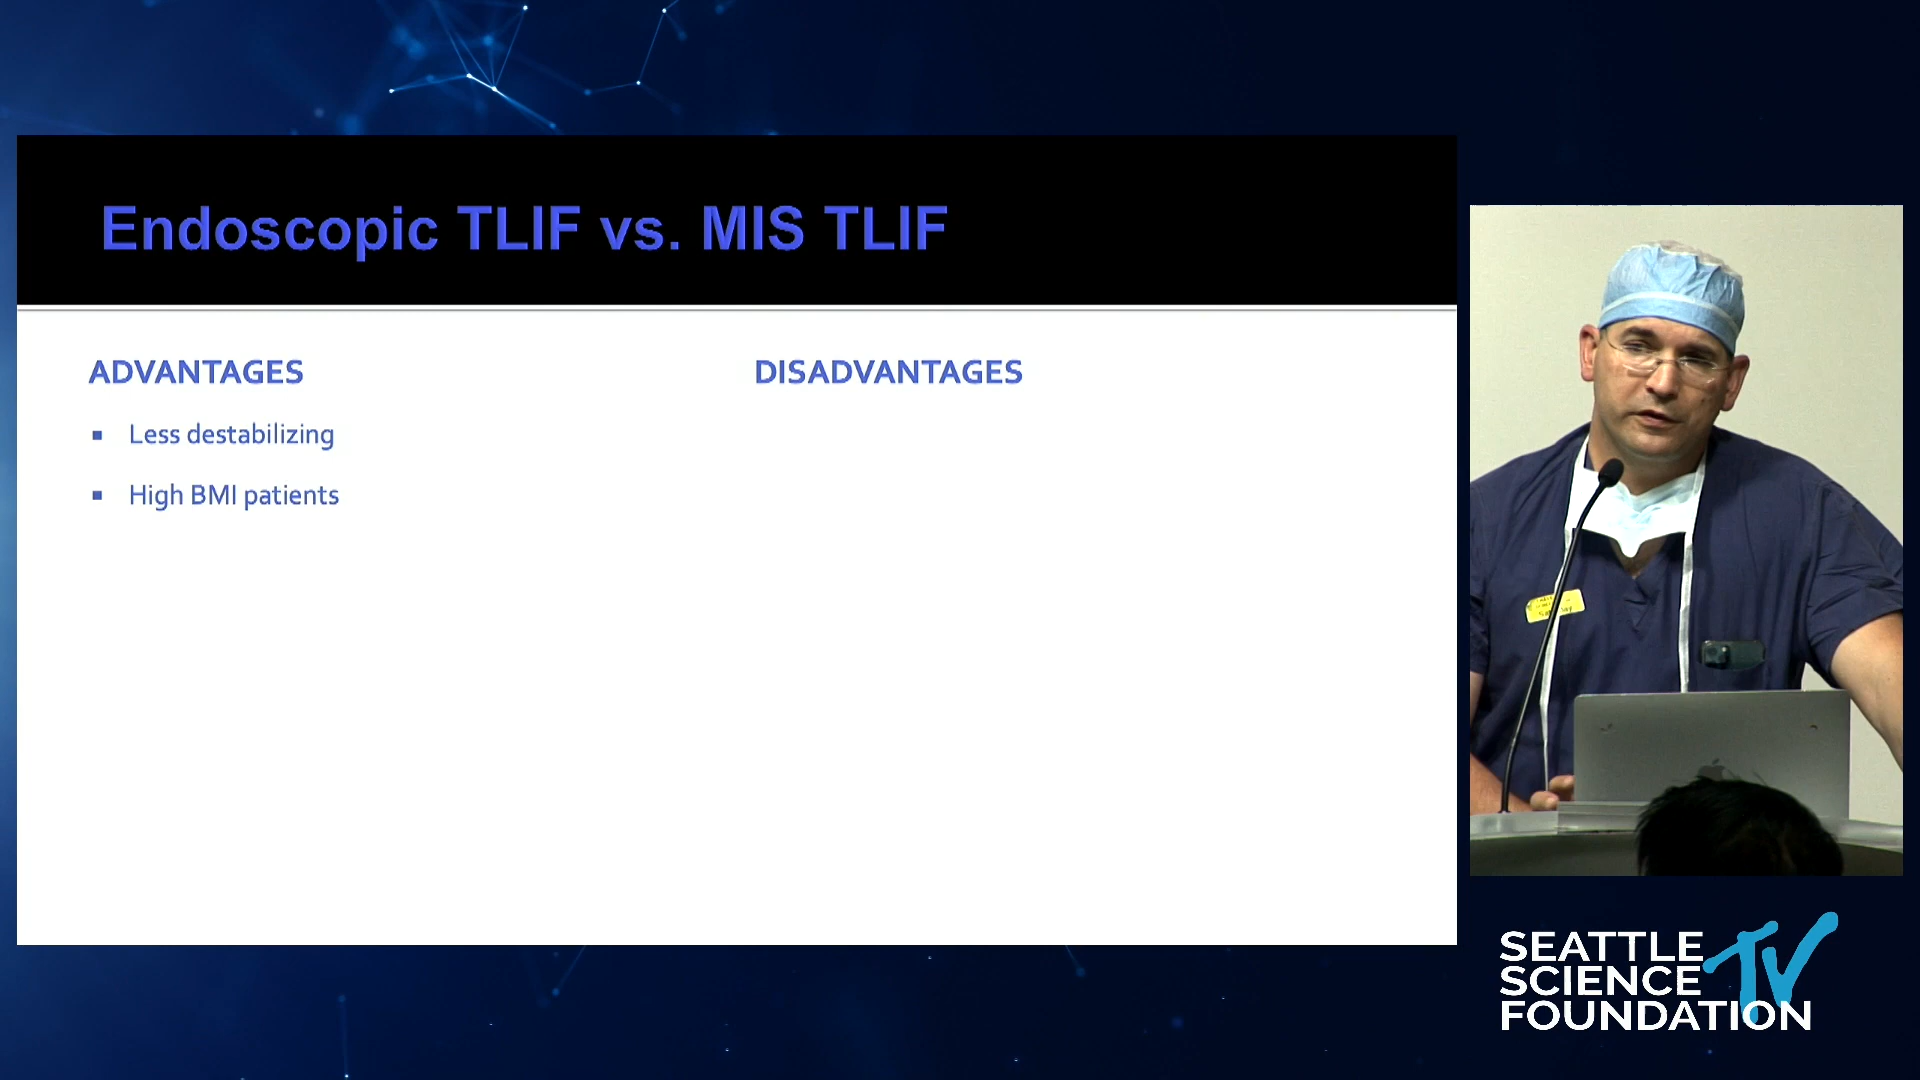 Endoscopic TLIF vs. MIS TLIF
ADVANTAGES
Less destabilizing
High BMI patients
DISADVANTAGES
SEATTLE
SCIENCE
FOUNDATION
TV